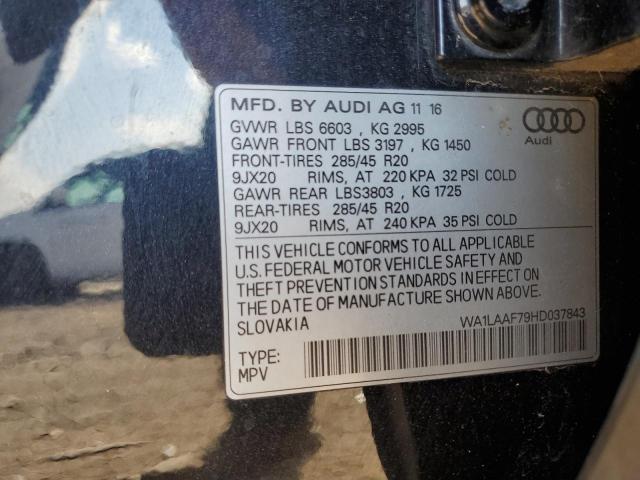 MFD. BY AUDI AG 11 16
GVWR LBS 6603 , KG 2995
GAWR FRONT LBS 3197 , KG 1450
FRONT-TIRES 285/45 R20
9JX20 RIMS, AT 220 KPA 32 PSI COLD
GAWR REAR LBS3803 , KG 1725
REAR-TIRES 285/45 R20
9JX20 RIMS, AT 240 KPA 35 PSI COLD
Audi
THIS VEHICLE CONFORMS TO ALL APPLICABLE
U.S. FEDERAL MOTOR VEHICLE SAFETY AND
THEFT PREVENTION STANDARDS IN EFFECT ON
THE DATE OF MANUFACTURE SHOWN ABOVE.
SLOVAKIA WA1LAAF79HD037843
TYPE:
MPV